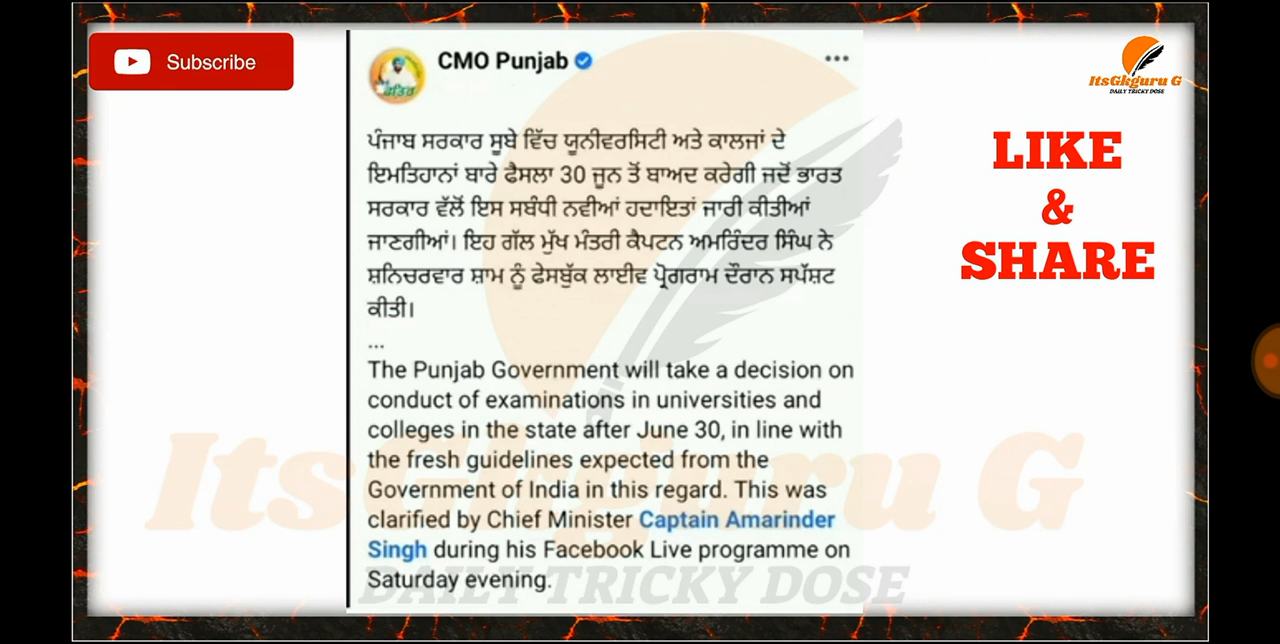 Subscribe
CMO Punjab
ਪੰਜਾਬ ਸਰਕਾਰ ਸੂਬੇ ਵਿੱਚ ਯੂਨੀਵਰਸਿਟੀ ਅਤੇ ਕਾਲਜਾਂ ਦੇ
ਇਮਤਿਹਾਨਾਂ ਬਾਰੇ ਫੈਸਲਾ 30 ਜੂਨ ਤੋਂ ਬਾਅਦ ਕਰੇਗੀ ਜਦੋਂ ਭਾਰਤ
ਸਰਕਾਰ ਵੱਲੋਂ ਇਸ ਸਬੰਧੀ ਨਵੀਆਂ ਹਦਾਇਤਾਂ ਜਾਰੀ ਕੀਤੀਆਂ
ਜਾਣਗੀਆਂ। ਇਹ ਗੱਲ ਮੁੱਖ ਮੰਤਰੀ ਕੈਪਟਨ ਅਮਰਿੰਦਰ ਸਿੰਘ ਨੇ
ਸ਼ਨਿਚਰਵਾਰ ਸ਼ਾਮ ਨੂੰ ਫੇਸਬੁੱਕ ਲਾਈਵ ਪ੍ਰੋਗਰਾਮ ਦੌਰਾਨ ਸਪੱਸ਼ਟ
ਕੀਤੀ।
...
The Punjab Government will take a decision on
conduct of examinations in universities and
colleges in the state after June 30, in line with
the fresh guidelines expected from the
Government of India in this regard. This was
clarified by Chief Minister Captain Amarinder
Singh during his Facebook Live programme on
Saturday evening.
ItsGkguru G
DAILY TRICKY DOSE
LIKE
&
SHARE
ItsGkguru G
DAILY TRICKY DOSE